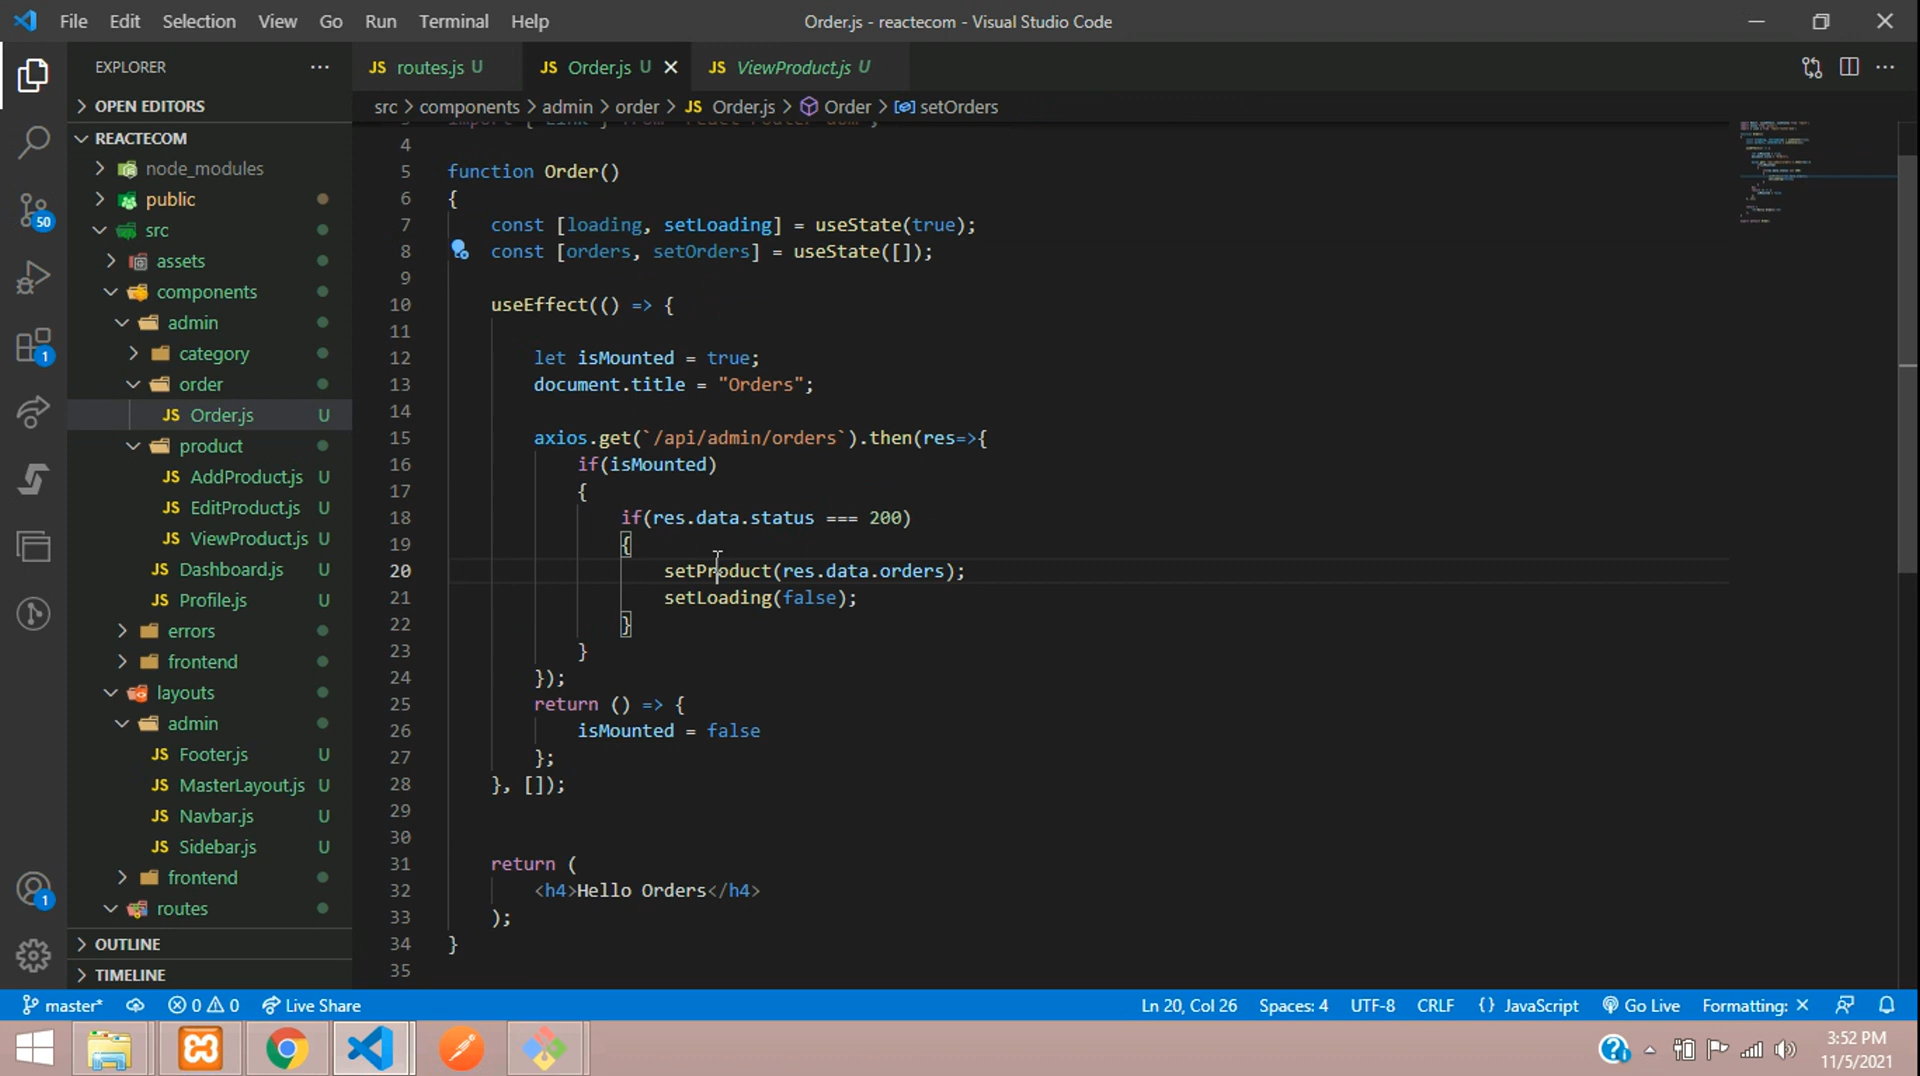 File Edit Selection View Go Run Terminal Help Order.js - reactecom - Visual Studio Code
EXPLORER ...
JS routes.js U JS Order.js U JS ViewProduct.js U
src > components > admin > order > JS Order.js > Order > setOrders
OPEN EDITORS
REACTECOM
node_modules
public
src
assets
components
admin
category
order
JS Order.js U
product
JS AddProduct.js U
JS EditProduct.js U
JS ViewProduct.js U
JS Dashboard.js U
JS Profile.js U
errors
frontend
layouts
admin
JS Footer.js U
JS MasterLayout.js U
JS Navbar.js U
JS Sidebar.js U
frontend
routes
OUTLINE
TIMELINE
50
1
1
4
5 function Order()
6 {
7 const [loading, setLoading] = useState(true);
8 const [orders, setOrders] = useState([]);
9
10 useEffect(() => {
11
12 let isMounted = true;
13 document.title = "Orders";
14
15 axios.get(`/api/admin/orders`).then(res=>{
16 if(isMounted)
17 {
18 if(res.data.status === 200)
19 {
20 setProduct(res.data.orders);
21 setLoading(false);
22 }
23 }
24 });
25 return () => {
26 isMounted = false
27 };
28 }, []);
29
30
31 return (
32 <h4>Hello Orders</h4>
33 );
34 }
35
master* 0 0 Live Share Ln 20, Col 26 Spaces: 4 UTF-8 CRLF {} JavaScript Go Live Formatting: ×
3:52 PM
11/5/2021